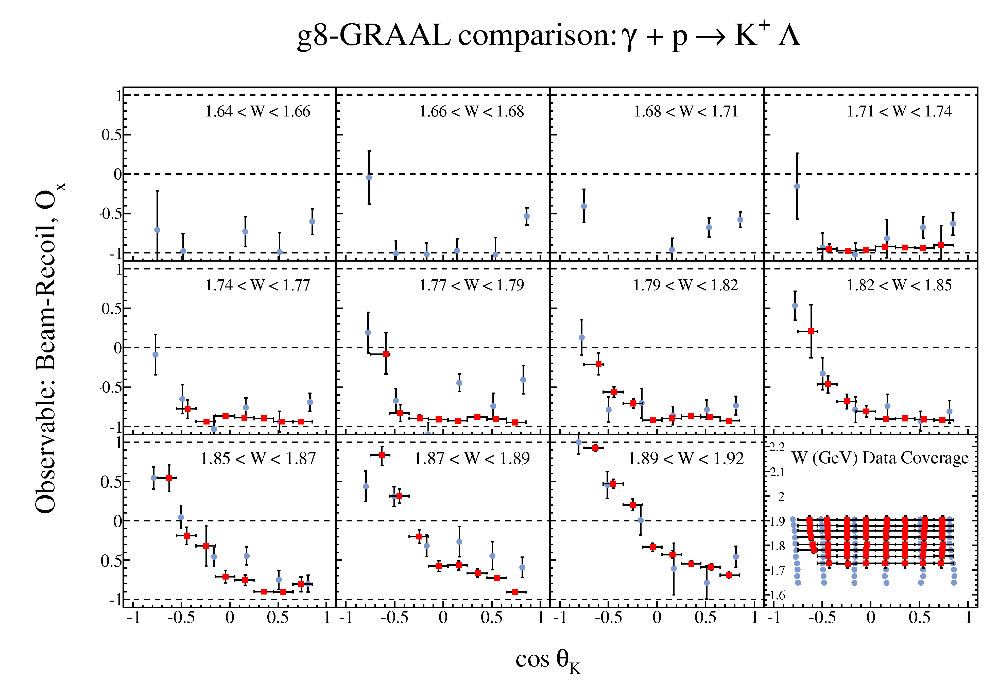 g8-GRAAL comparison: γ + p → K⁺ Λ
Observable: Beam-Recoil, Oₓ
1.64 < W < 1.66
1.66 < W < 1.68
1.68 < W < 1.71
1.71 < W < 1.74
1
0.5
0
-0.5
-1
1.74 < W < 1.77
1.77 < W < 1.79
1.79 < W < 1.82
1.82 < W < 1.85
1
0.5
0
-0.5
-1
1.85 < W < 1.87
1.87 < W < 1.89
1.89 < W < 1.92
W (GeV) Data Coverage
1
0.5
0
0.5
-1
2.2
2.1
2
1.9
1.8
1.7
1.6
-1 -0.5 0 0.5 1
-1 -0.5 0 0.5 1
-1 -0.5 0 0.5 1
-1 -0.5 0 0.5 1
cos θ_K